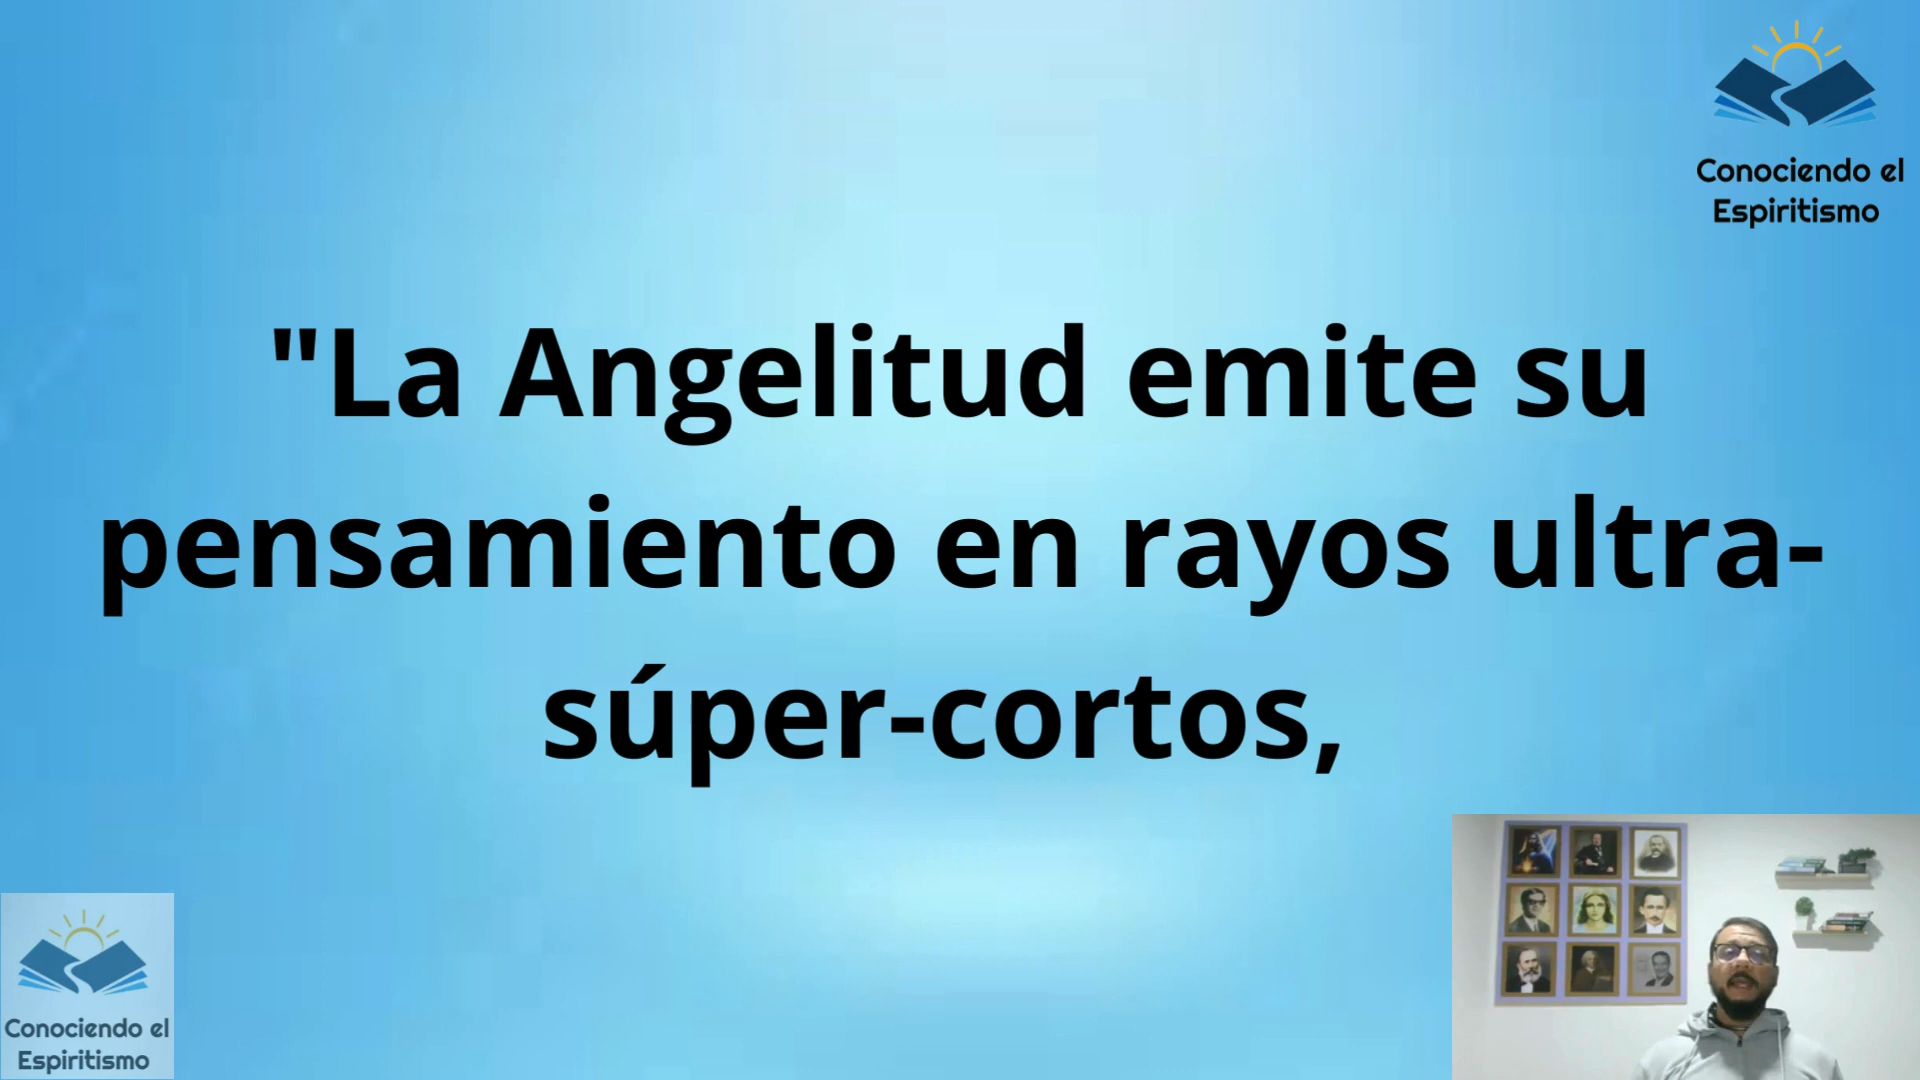 Conociendo el
Espiritismo
"La Angelitud emite su
pensamiento en rayos ultra-
súper-cortos,
Conociendo el
Espiritismo